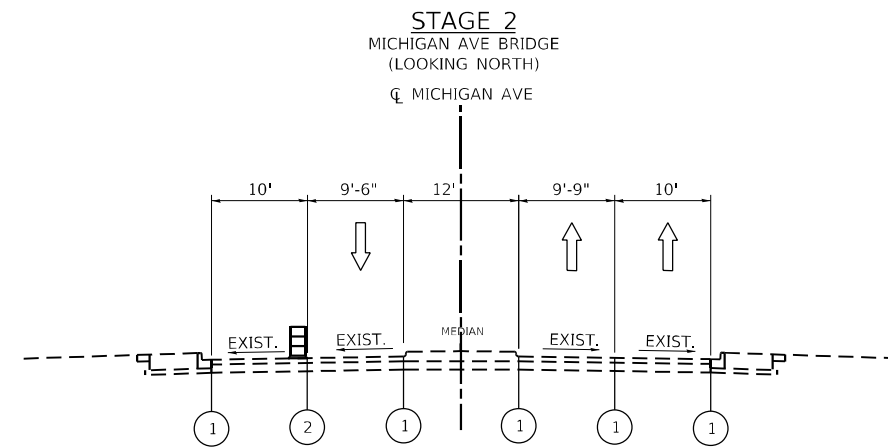 STAGE 2
MICHIGAN AVE BRIDGE
(LOOKING NORTH)
℄ MICHIGAN AVE
10' 9'-6" 12' 9'-9" 10'
EXIST. EXIST. MEDIAN EXIST. EXIST.
1 2 1 1 1 1